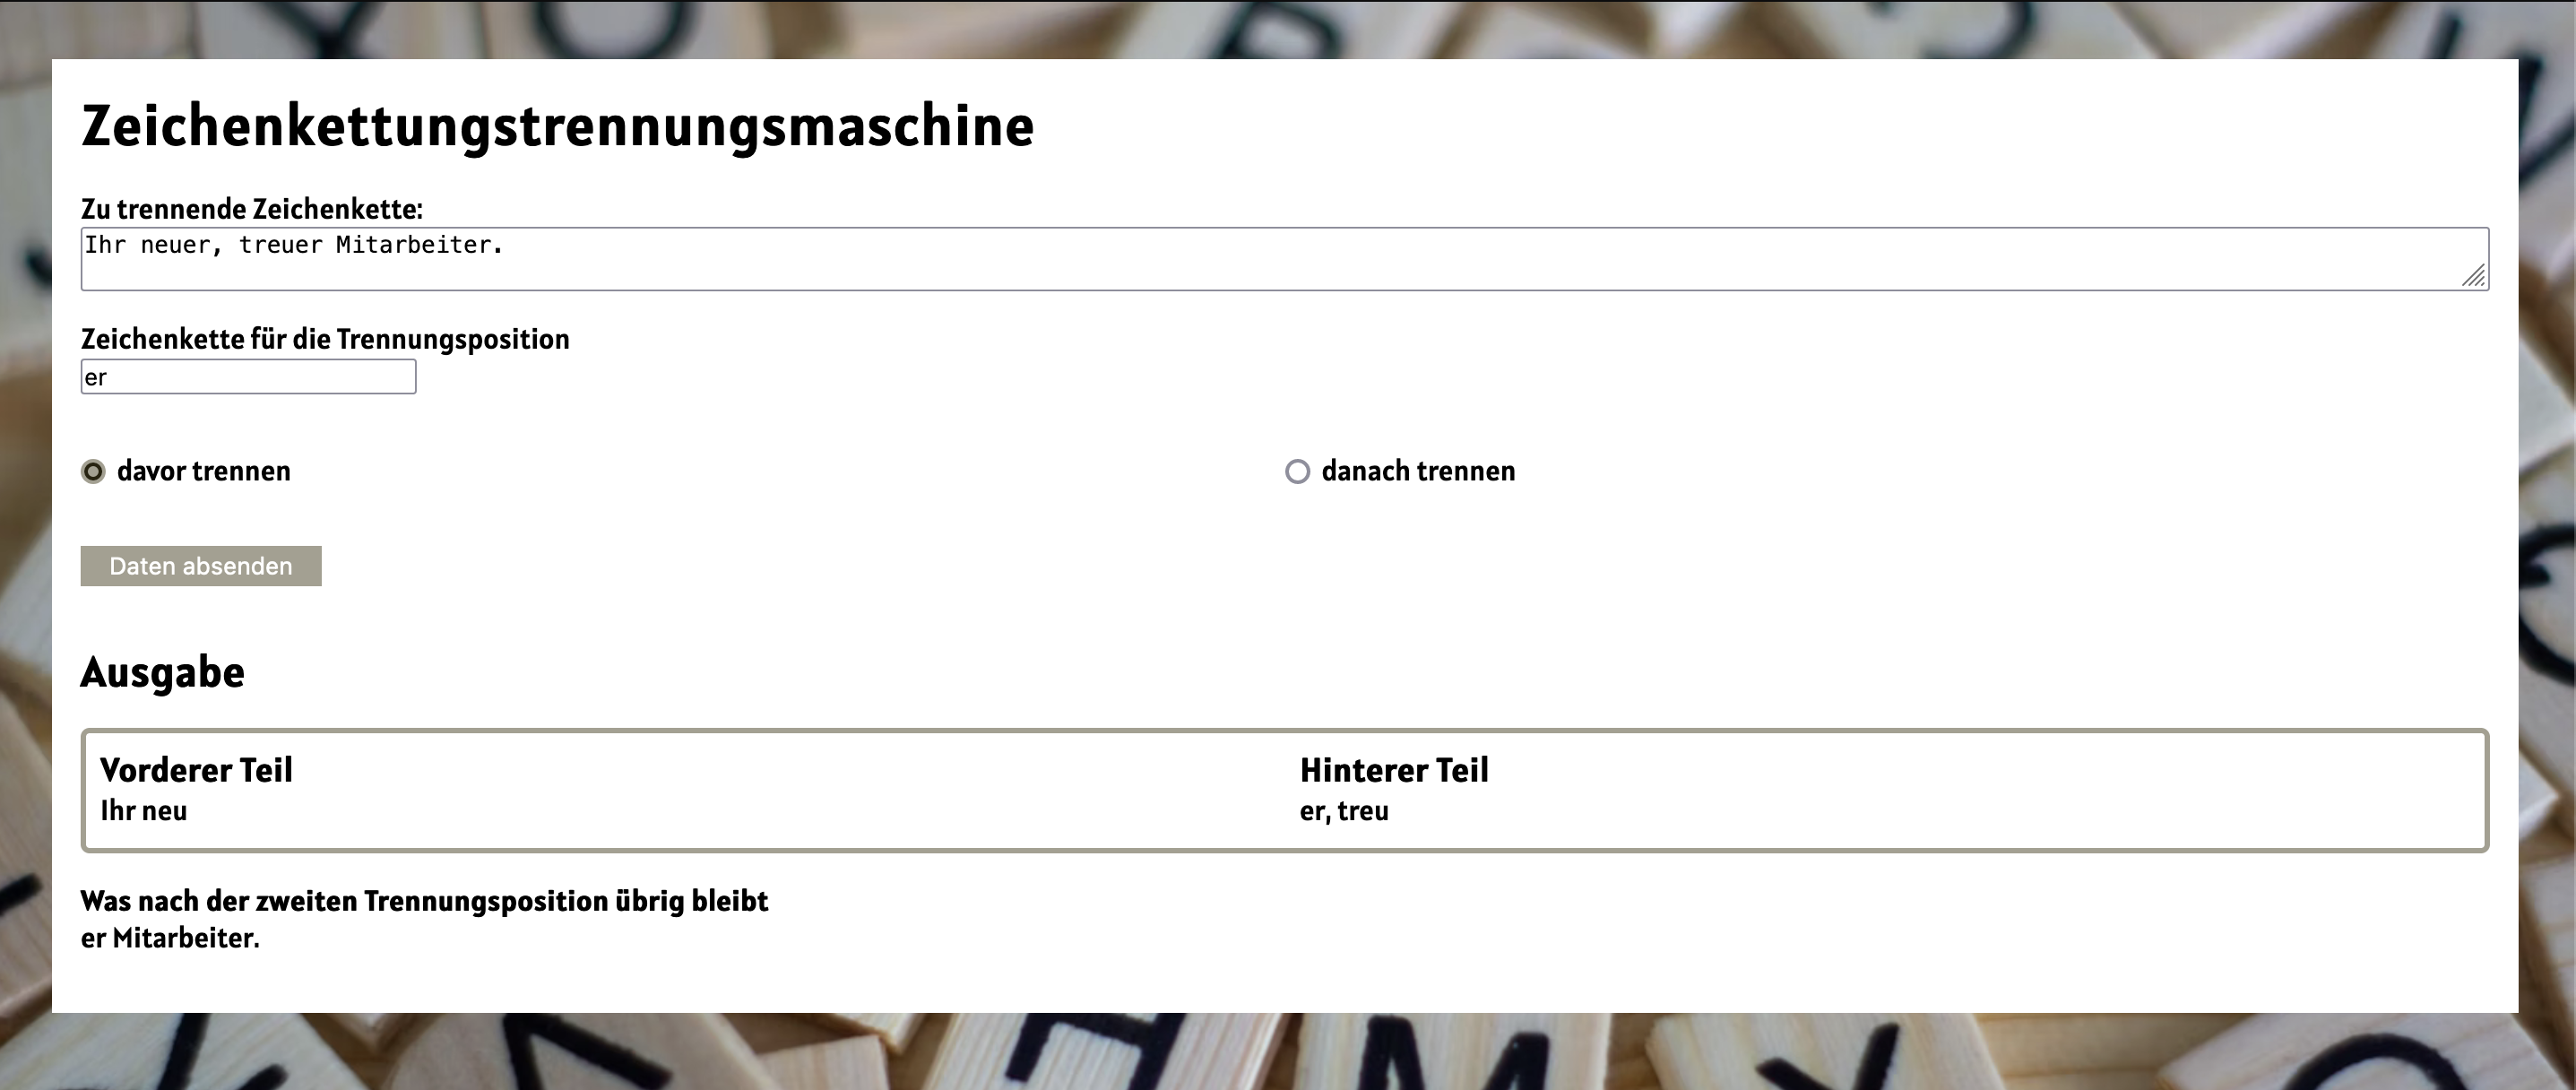 Zeichenkettungstrennungsmaschine
Zu trennende Zeichenkette:
Ihr neuer, treuer Mitarbeiter.
Zeichenkette für die Trennungsposition
er
davor trennen
danach trennen
Daten absenden
Ausgabe
Vorderer Teil
Ihr neu
Hinterer Teil
er, treu
Was nach der zweiten Trennungsposition übrig bleibt
er Mitarbeiter.